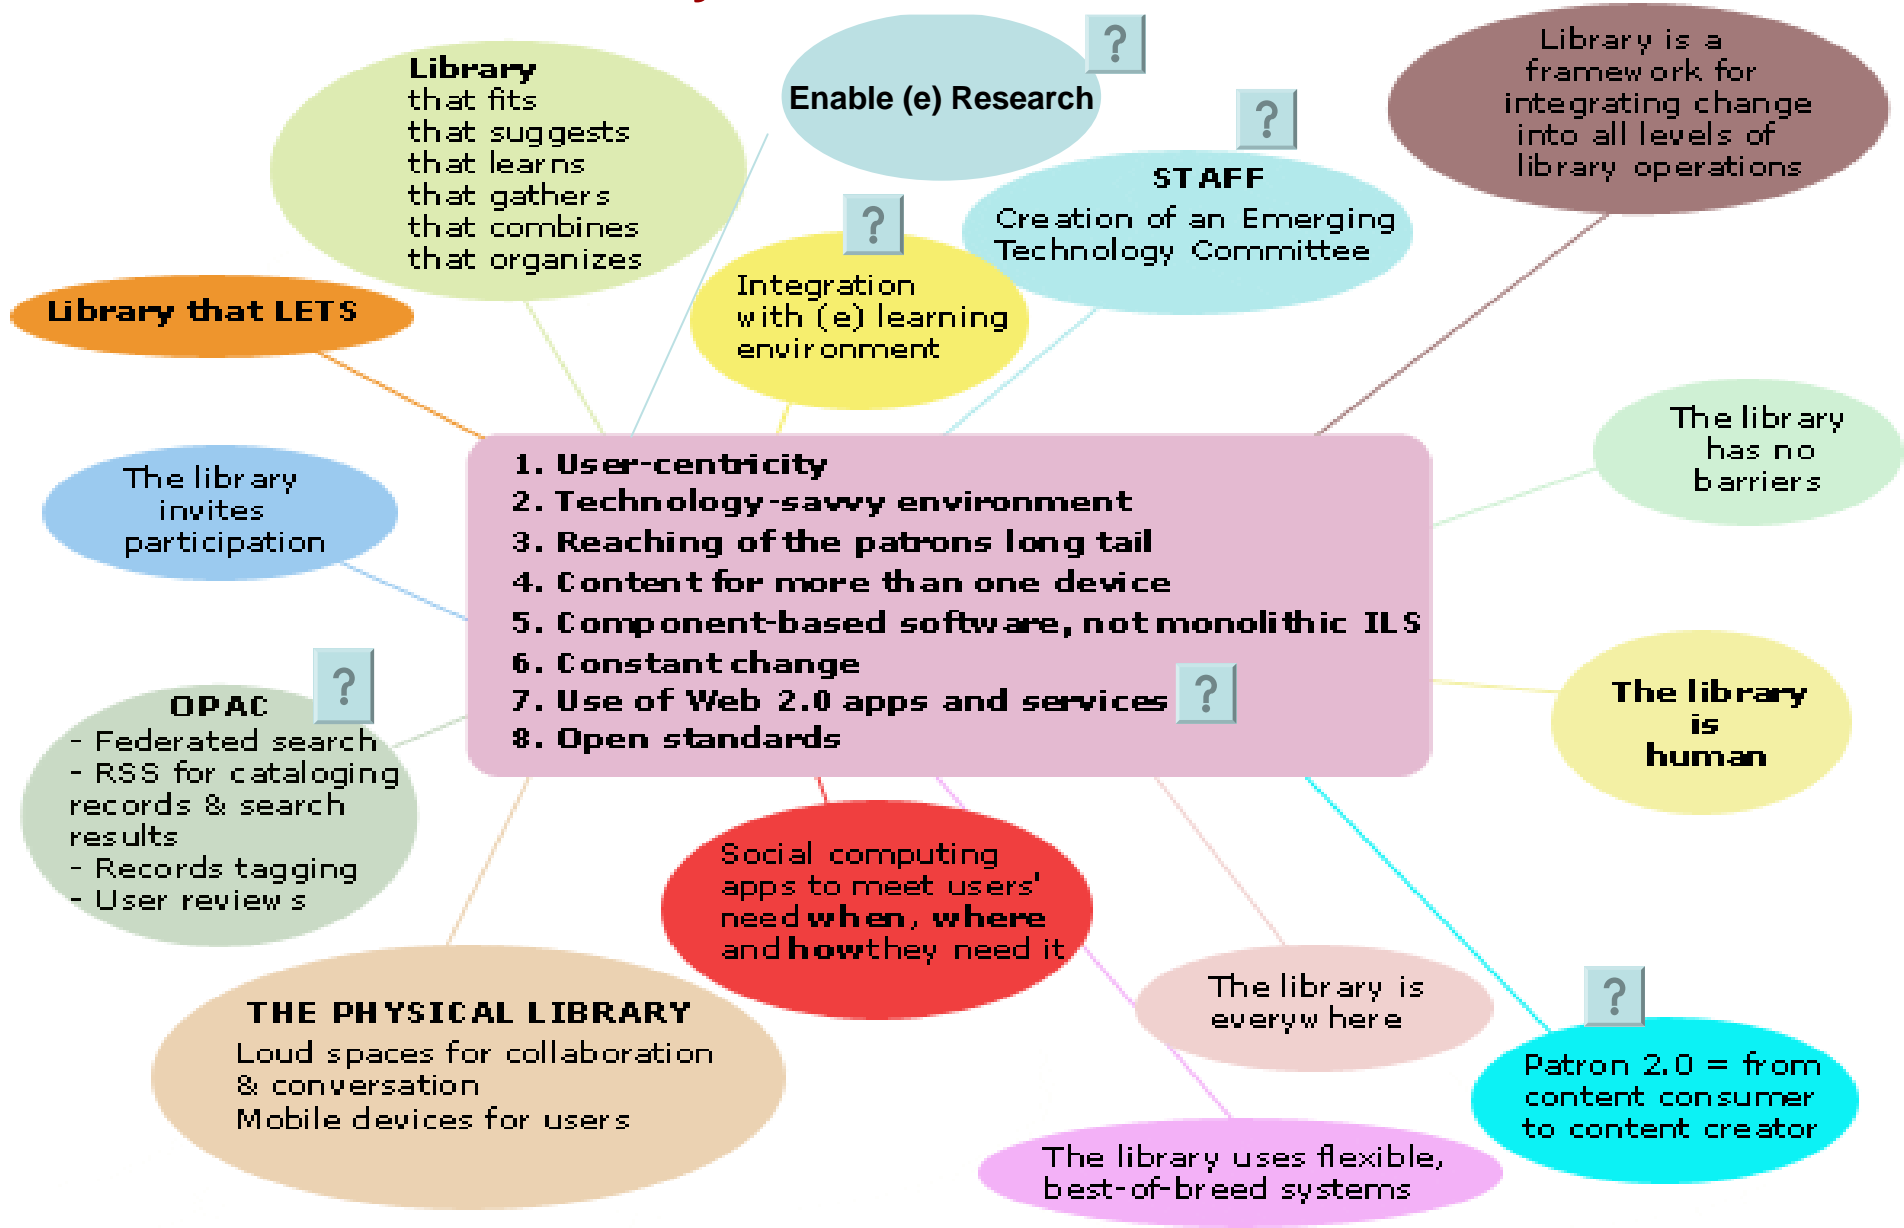 Library
that fits
that suggests
that learns
that gathers
that combines
that organizes
Enable (e) Research
?
?
STAFF
Creation of an Emerging
Technology Committee
Library is a
framework for
integrating change
into all levels of
library operations
?
Integration
with (e) learning
environment
Library that LETS
The library
invites
participation
The library
has no
barriers
1. User-centricity
2. Technology-savvy environment
3. Reaching of the patrons long tail
4. Content for more than one device
5. Component-based software, not monolithic ILS
6. Constant change
7. Use of Web 2.0 apps and services ?
8. Open standards
The library
is
human
?
OPAC
- Federated search
- RSS for cataloging
records & search
results
- Records tagging
- User reviews
Social computing
apps to meet users'
need when, where
and how they need it
THE PHYSICAL LIBRARY
Loud spaces for collaboration
& conversation
Mobile devices for users
The library is
everywhere
?
Patron 2.0 = from
content consumer
to content creator
The library uses flexible,
best-of-breed systems